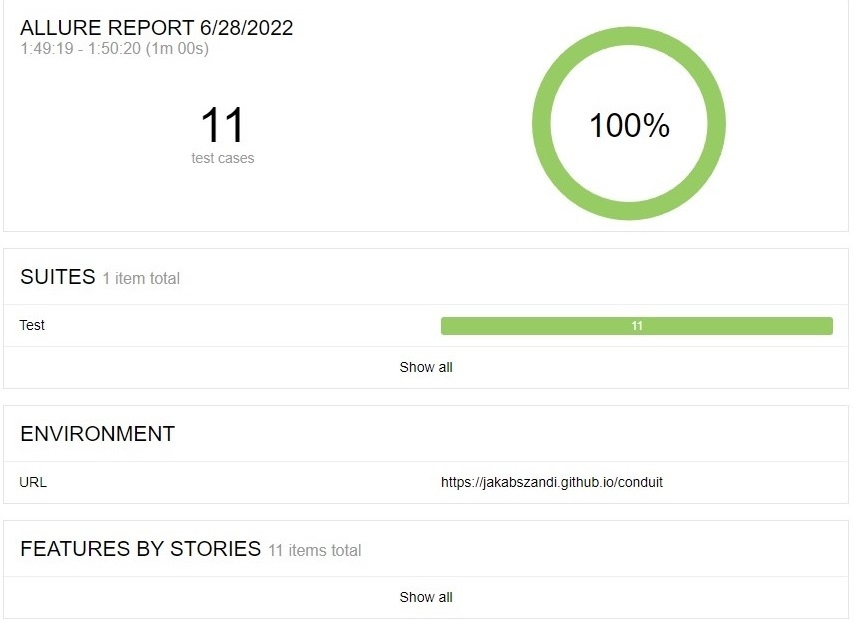 ALLURE REPORT 6/28/2022
1:49:19 - 1:50:20 (1m 00s)
11
test cases
100%
SUITES 1 item total
Test 11
Show all
ENVIRONMENT
URL https://jakabszandi.github.io/conduit
FEATURES BY STORIES 11 items total
Show all